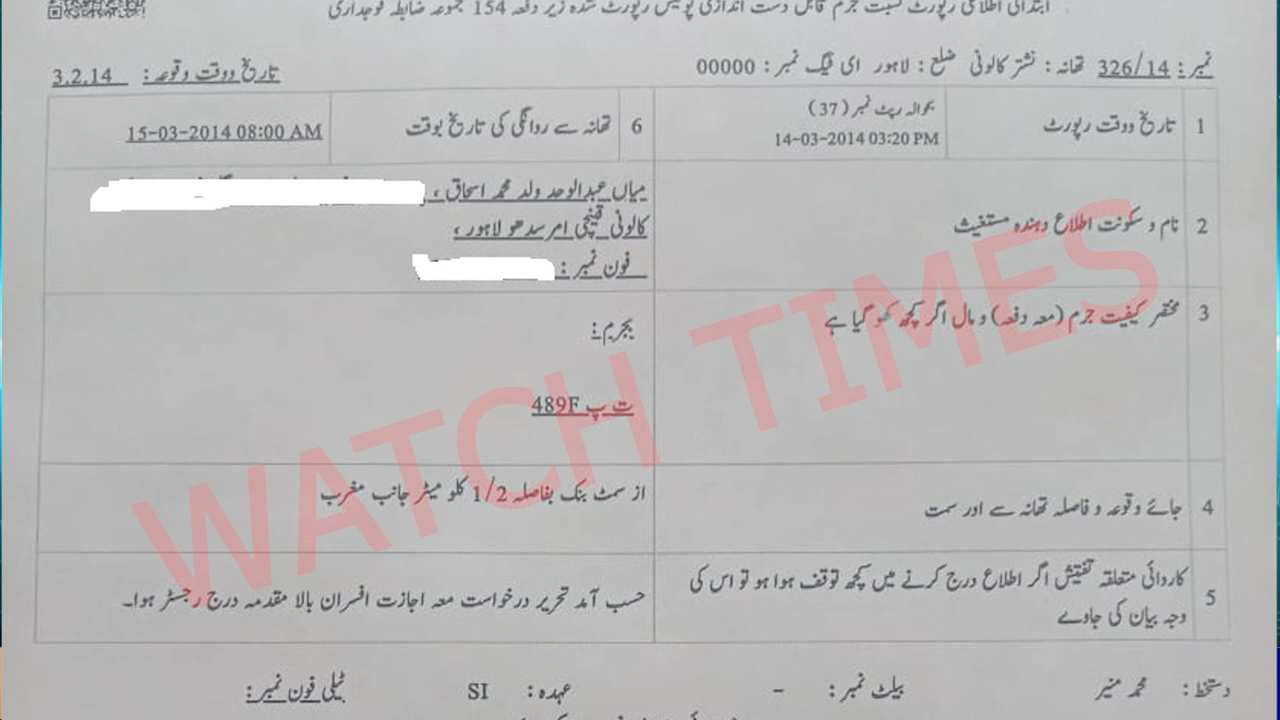 ابتدائی اطلاعی رپورٹ نسبت جرم قابل دست اندازی پولیس رپورٹ شدہ زیر دفعہ 154 مجموعہ ضابطہ فوجداری
نمبر: 326/14 تھانہ: نشتر کالونی ضلع: لاہور ای ٹیگ نمبر: 00000 تاریخ ووقت وقوعہ: 3.2.14
1 تاریخ ووقت رپورٹ
بحوالہ رپٹ نمبر (37)
14-03-2014 03:20 PM
6 تھانہ سے روانگی کی تاریخ بوقت
15-03-2014 08:00 AM
2 نام و سکونت اطلاع دہندہ مستغیث
میاں عبدالوحد ولد محمد اسحاق ،
کالونی قینچی امر سدھو لاہور ،
فون نمبر :
3 مختصر کیفیت جرم (معہ دفعہ) و مال اگر کچھ کھو گیا ہے
بجرم:
489F ت پ
4 جائے وقوعہ و فاصلہ تھانہ سے اور سمت
از سمٹ بنک بفاصلہ 1/2 کلو میٹر جانب مغرب
5 کاروائی متعلقہ تفتیش اگر اطلاع درج کرنے میں کچھ توقف ہوا ہو تو اس کی
وجہ بیان کی جاوے
حسب آمد تحریر درخواست معہ اجازت افسران بالا مقدمہ درج رجسٹر ہوا۔
دستخط: محمد منیر بیلٹ نمبر: - عہدہ: SI ٹیلی فون نمبر:
WATCH TIMES